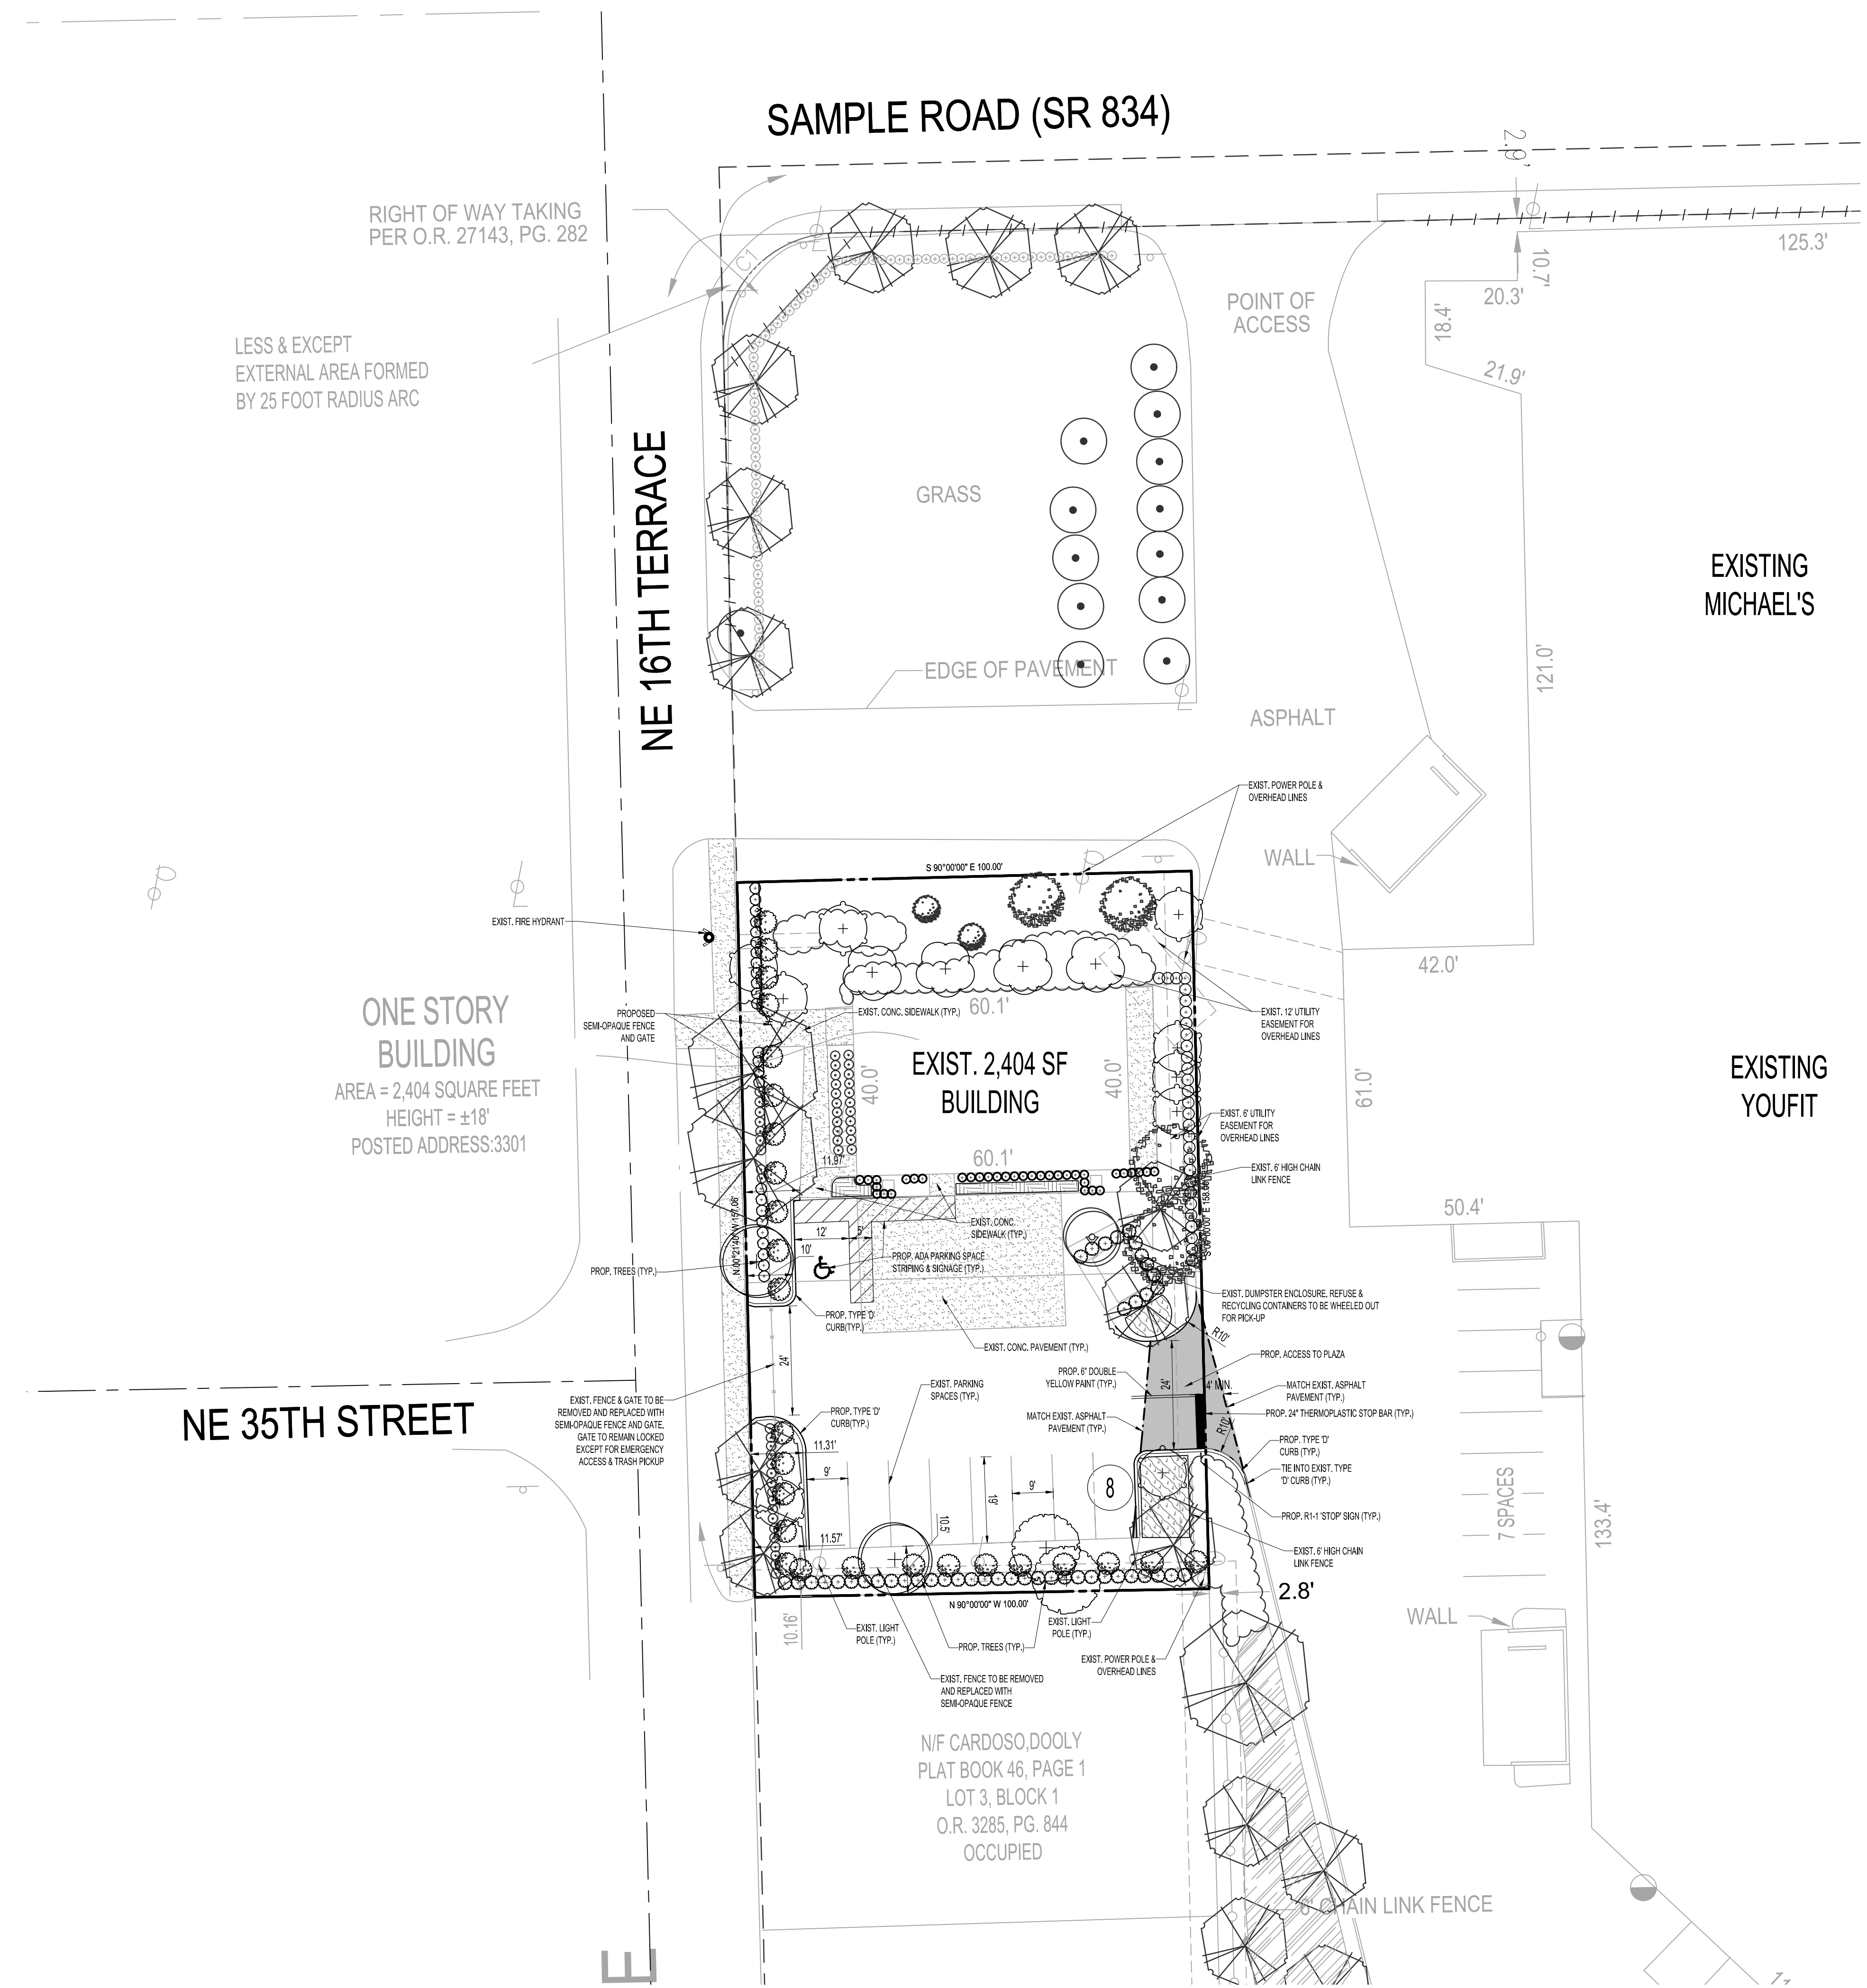 SAMPLE ROAD (SR 834)
2.9'
RIGHT OF WAY TAKING
PER O.R. 27143, PG. 282
C1
125.3'
10.7'
20.3'
18.4'
21.9'
POINT OF
ACCESS
LESS & EXCEPT
EXTERNAL AREA FORMED
BY 25 FOOT RADIUS ARC
NE 16TH TERRACE
GRASS
EXISTING
MICHAEL'S
121.0'
EDGE OF PAVEMENT
ASPHALT
EXIST. POWER POLE &
OVERHEAD LINES
WALL
S 90°00'00" E 100.00'
EXIST. FIIRE HYDRANT
42.0'
ONE STORY
BUILDING
AREA = 2,404 SQUARE FEET
HEIGHT = ±18'
POSTED ADDRESS:3301
PROPOSED
SEMI-OPAQUE FENCE
AND GATE
EXIST. CONC. SIDEWALK (TYP.)
60.1'
EXIST. 12' UTILITY
EASEMENT FOR
OVERHEAD LINES
EXIST. 2,404 SF
BUILDING
40.0'
40.0'
61.0'
EXISTING
YOUFIT
EXIST. 6' UTILITY
EASEMENT FOR
OVERHEAD LINES
60.1'
11.97'
EXIST. 6' HIGH CHAIN
LINK FENCE
N 00°21'40" W 157.06'
50.4'
EXIST. CONC.
SIDEWALK (TYP.)
12'
5'
10'
PROP. ADA PARKING SPACE
STRIPING & SIGNAGE (TYP.)
PROP. TREES (TYP.)
EXIST. DUMPSTER ENCLOSURE, REFUSE &
RECYCLING CONTAINERS TO BE WHEELED OUT
FOR PICK-UP
PROP. TYPE 'D'
CURB(TYP.)
R10'
EXIST. CONC. PAVEMENT (TYP.)
PROP. ACCESS TO PLAZA
24'
PROP. 6" DOUBLE
YELLOW PAINT (TYP.)
24'
4' MIN.
MATCH EXIST. ASPHALT
PAVEMENT (TYP.)
EXIST. PARKING
SPACES (TYP.)
NE 35TH STREET
EXIST. FENCE & GATE TO BE
REMOVED AND REPLACED WITH
SEMI-OPAQUE FENCE AND GATE,
GATE TO REMAIN LOCKED
EXCEPT FOR EMERGENCY
ACCESS & TRASH PICKUP
PROP. TYPE 'D'
CURB(TYP.)
MATCH EXIST. ASPHALT
PAVEMENT (TYP.)
PROP. 24" THERMOPLASTIC STOP BAR (TYP.)
R10'
PROP. TYPE 'D'
CURB (TYP.)
TIE INTO EXIST. TYPE
'D' CURB (TYP.)
11.31'
9'
19'
9'
8
7 SPACES
133.4'
PROP. R1-1 'STOP' SIGN (TYP.)
10.5'
11.57'
EXIST. 6' HIGH CHAIN
LINK FENCE
2.8'
N 90°00'00" W 100.00'
10.16'
EXIST. LIGHT
POLE (TYP.)
PROP. TREES (TYP.)
EXIST. LIGHT
POLE (TYP.)
WALL
EXIST. POWER POLE &
OVERHEAD LINES
EXIST. FENCE TO BE REMOVED
AND REPLACED WITH
SEMI-OPAQUE FENCE
N/F CARDOSO,DOOLY
PLAT BOOK 46, PAGE 1
LOT 3, BLOCK 1
O.R. 3285, PG. 844
OCCUPIED
6' CHAIN LINK FENCE
E